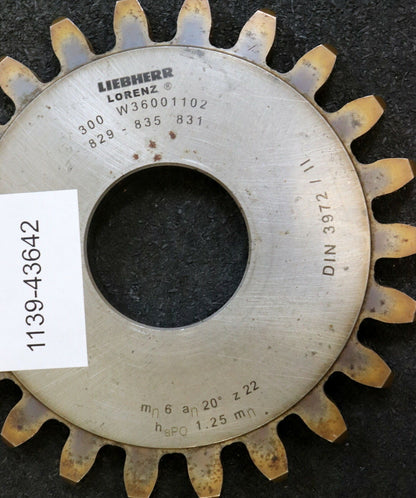 LIEBHERR
LORENZ ®
300 W36001102
829 - 835 831
DIN 3972 / II
1139-43642
mn 6 an 20° z 22
haPO 1.25 mn